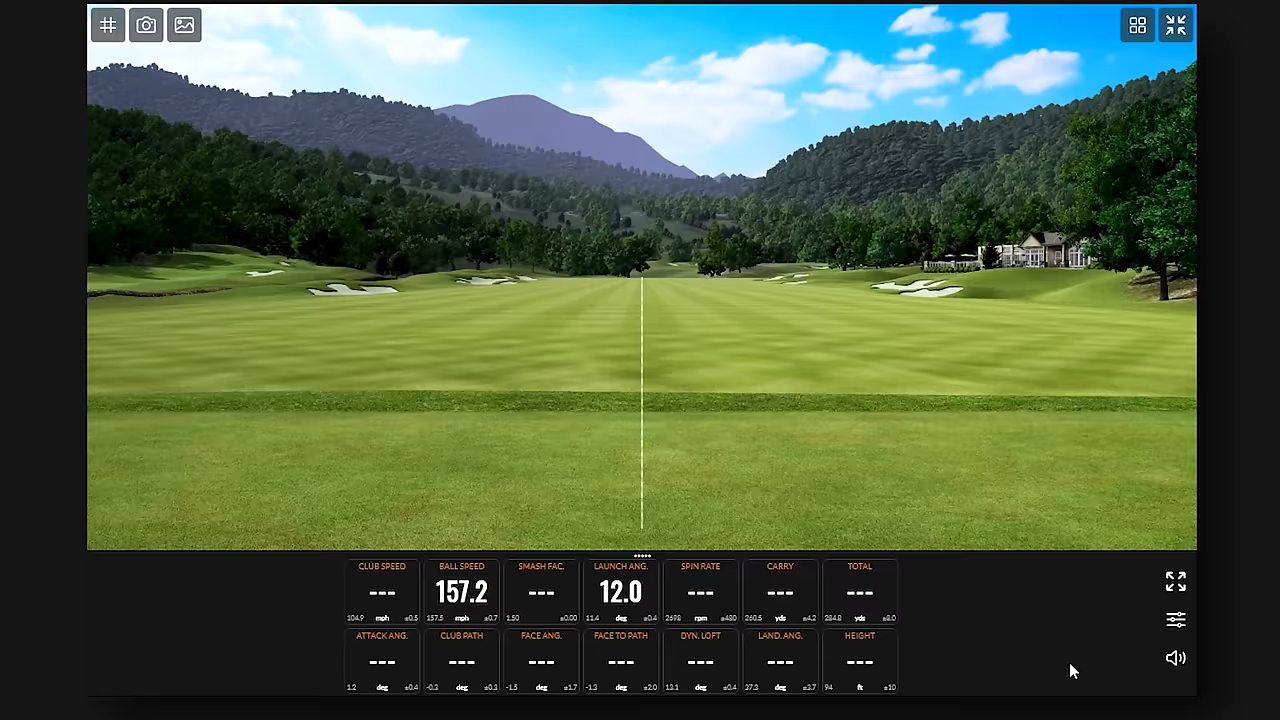 CLUB SPEED BALL SPEED SMASH FAC. LAUNCH ANG. SPIN RATE CARRY TOTAL
--- 157.2 --- 12.0 --- --- ---
104.9 mph ±0.5 157.5 mph ±0.7 1.50 ±0.00 11.4 deg ±0.4 2698 rpm ±480 260.5 yds ±4.2 284.8 yds ±8.0
ATTACK ANG. CLUB PATH FACE ANG. FACE TO PATH DYN. LOFT LAND. ANG. HEIGHT
--- --- --- --- --- --- ---
1.2 deg ±0.4 -0.3 deg ±0.3 -1.5 deg ±1.7 -1.3 deg ±2.0 13.1 deg ±0.4 37.3 deg ±3.7 94 ft ±10